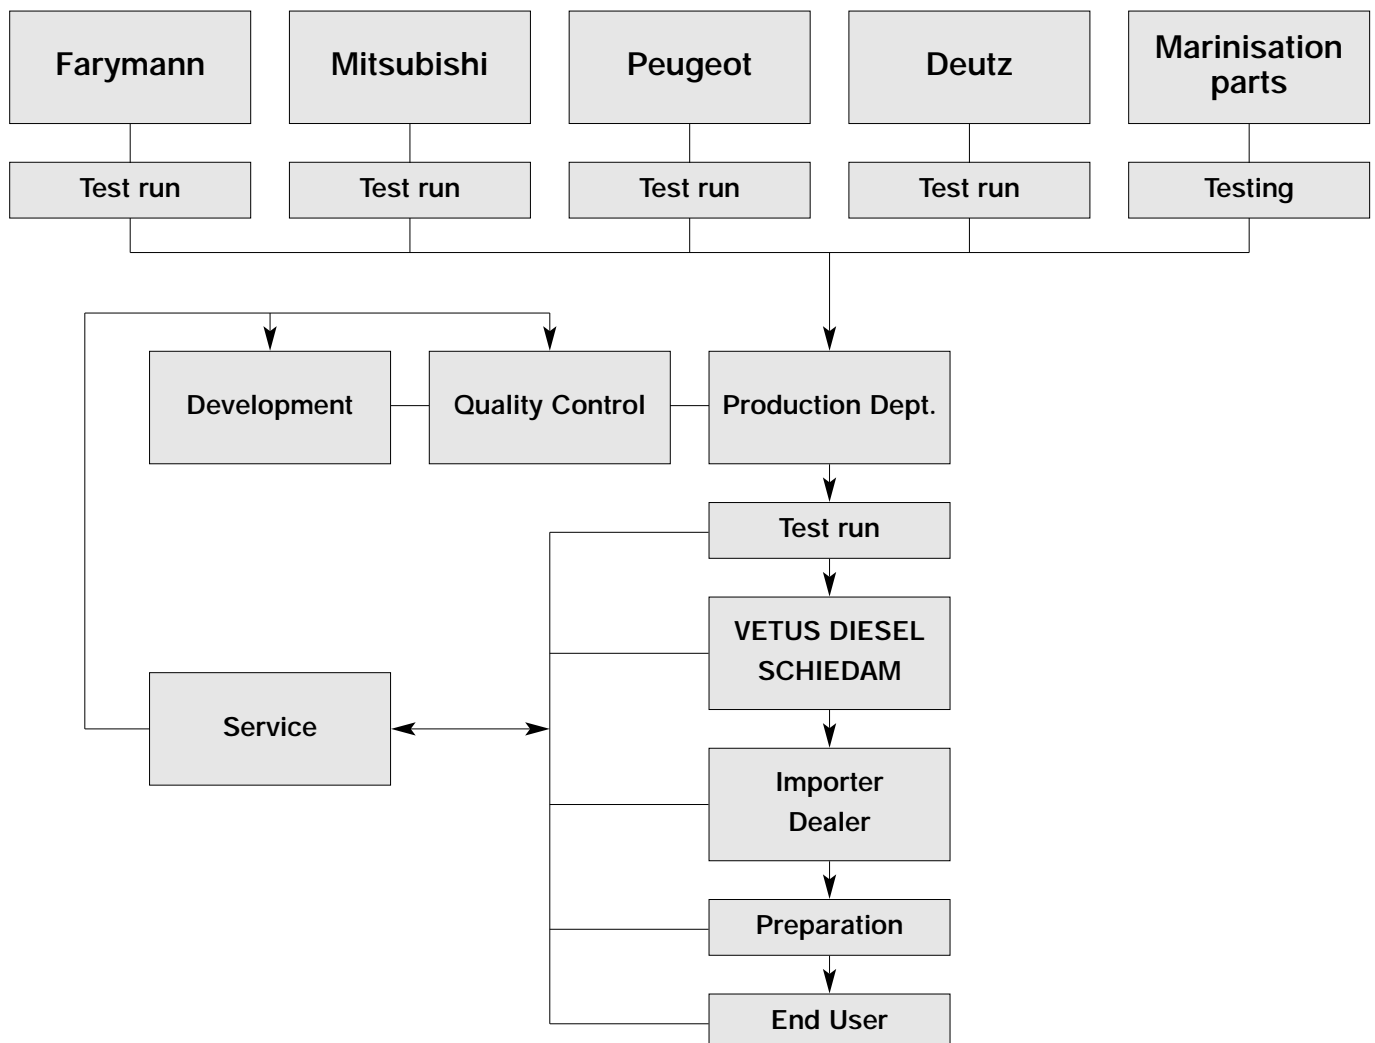 Farymann
Mitsubishi
Peugeot
Deutz
Marinisation
parts
Test run
Test run
Test run
Test run
Testing
Development
Quality Control
Production Dept.
Test run
VETUS DIESEL
SCHIEDAM
Service
Importer
Dealer
Preparation
End User